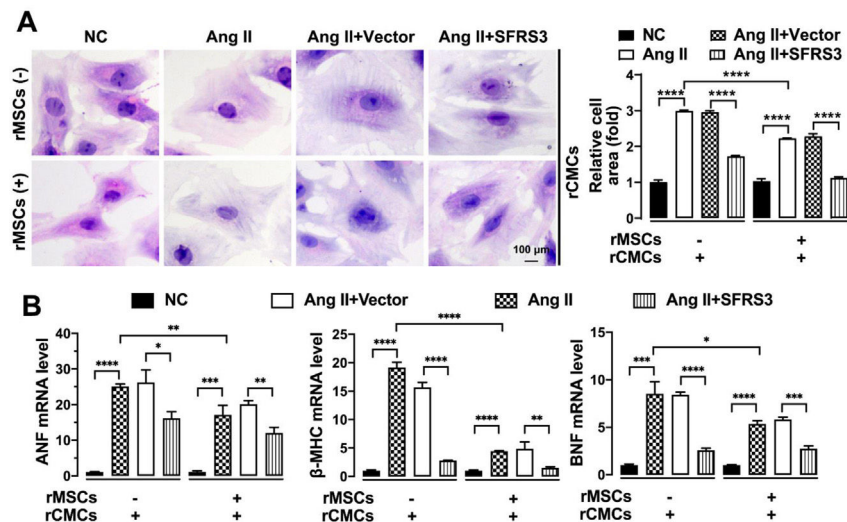 A
NC
Ang II
Ang II+Vector
Ang II+SFRS3
rMSCs (-)
rMSCs (+)
rCMCs
100 μm
NC
Ang II+Vector
Ang II
Ang II+SFRS3
Relative cell
area (fold)
4
3
2
1
0
****
**** **** ****
**** ****
rMSCs - +
rCMCs + +
B
NC
Ang II+Vector
Ang II
Ang II+SFRS3
ANF mRNA level
50
40
30
20
10
0
**
**** * *** **
rMSCs - +
rCMCs + +
β-MHC mRNA level
25
20
15
10
5
0
****
**** **** **** **
rMSCs - +
rCMCs + +
BNF mRNA level
15
10
5
0
*
*** **** **** ***
rMSCs - +
rCMCs + +